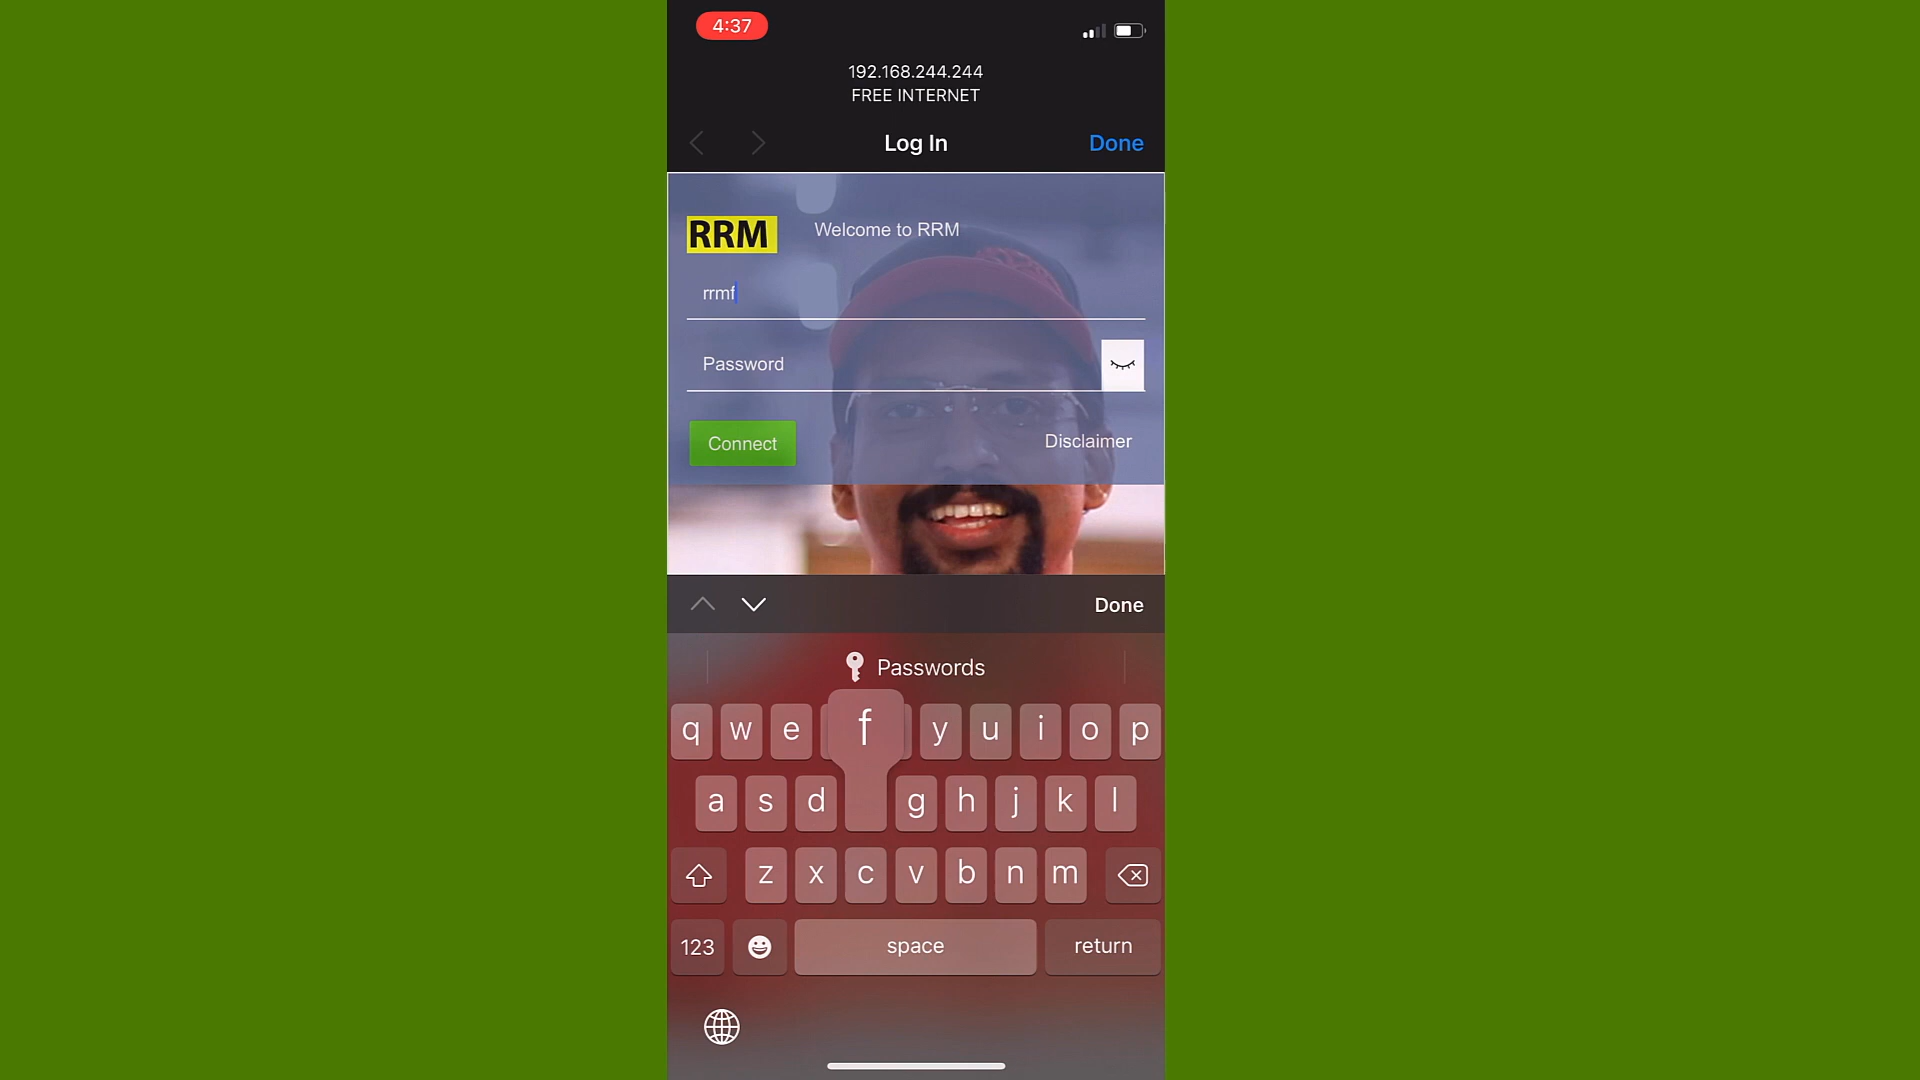 4:37
192.168.244.244
FREE INTERNET
Log In
Done
RRM
Welcome to RRM
rrmf
Password
Connect
Disclaimer
Done
Passwords
q w e f y u i o p
a s d g h j k l
z x c v b n m
123 space return